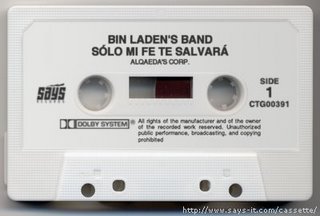 BIN LADEN'S BAND
SÓLO MI FE TE SALVARÁ
ALQAEDA'S CORP.
says
RECORDS
SIDE
1
CTG00391
DOLBY SYSTEM®
All rights of the manufacturer and of the owner
of the recorded work reserved. Unauthorized
public performance, broadcasting, and copying
prohibited
http://www.says-it.com/cassette/